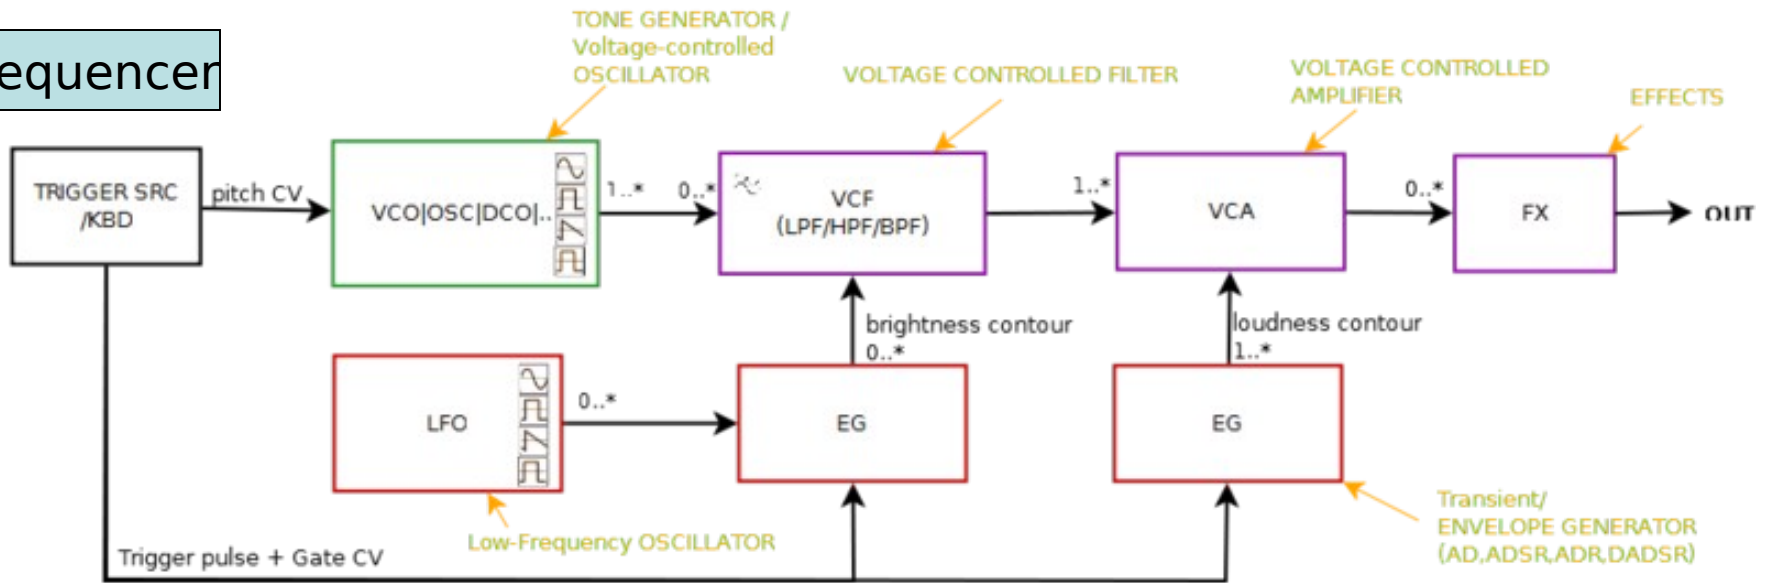 equencer
TONE GENERATOR /
Voltage-controlled
OSCILLATOR
VOLTAGE CONTROLLED FILTER
VOLTAGE CONTROLLED
AMPLIFIER
EFFECTS
TRIGGER SRC
/KBD
pitch CV
VCO|OSC|DCO|..
1..*
0..*
VCF
(LPF/HPF/BPF)
1..*
VCA
0..*
FX
OUT
brightness contour
0..*
loudness contour
1..*
LFO
0..*
EG
EG
Low-Frequency OSCILLATOR
Transient/
ENVELOPE GENERATOR
(AD,ADSR,ADR,DADSR)
Trigger pulse + Gate CV